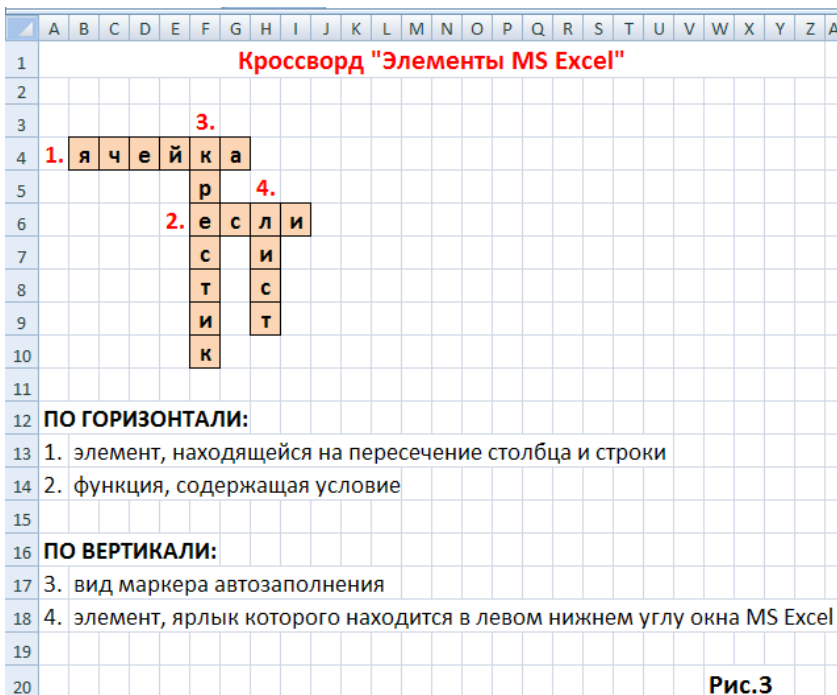 A B C D E F G H I J K L M N O P Q R S T U V W X Y Z
1 Кроссворд "Элементы MS Excel"
2
3 3.
4 1. я ч е й к а
5 р 4.
6 2. е с л и
7 с и
8 т с
9 и т
10 к
11
12 ПО ГОРИЗОНТАЛИ:
13 1. элемент, находящейся на пересечение столбца и строки
14 2. функция, содержащая условие
15
16 ПО ВЕРТИКАЛИ:
17 3. вид маркера автозаполнения
18 4. элемент, ярлык которого находится в левом нижнем углу окна MS Excel
19
20 Рис.3